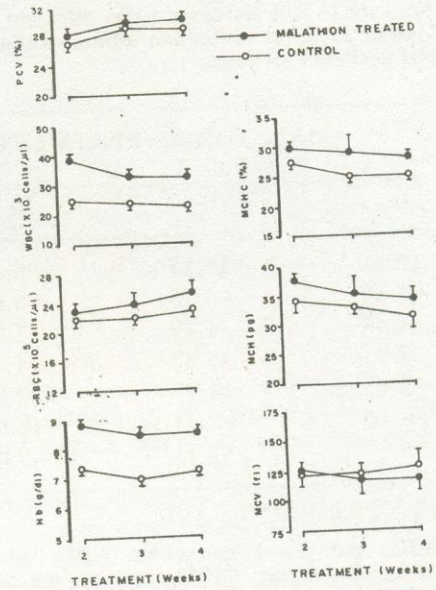 MALATHION TREATED
CONTROL
PCV (%)
32
28
24
20
WBC(X10³ Cells/µl)
50
40
30
20
10
MCHC (%)
35
30
25
20
15
RBC(X10⁵ Cells/µl)
28
24
20
16
12
MCH (pg)
40
35
30
25
20
Hb (g/dl)
9
8
7
6
5
MCV (fl)
175
150
125
100
75
2 3 4
2 3 4
TREATMENT (Weeks)
TREATMENT (Weeks)